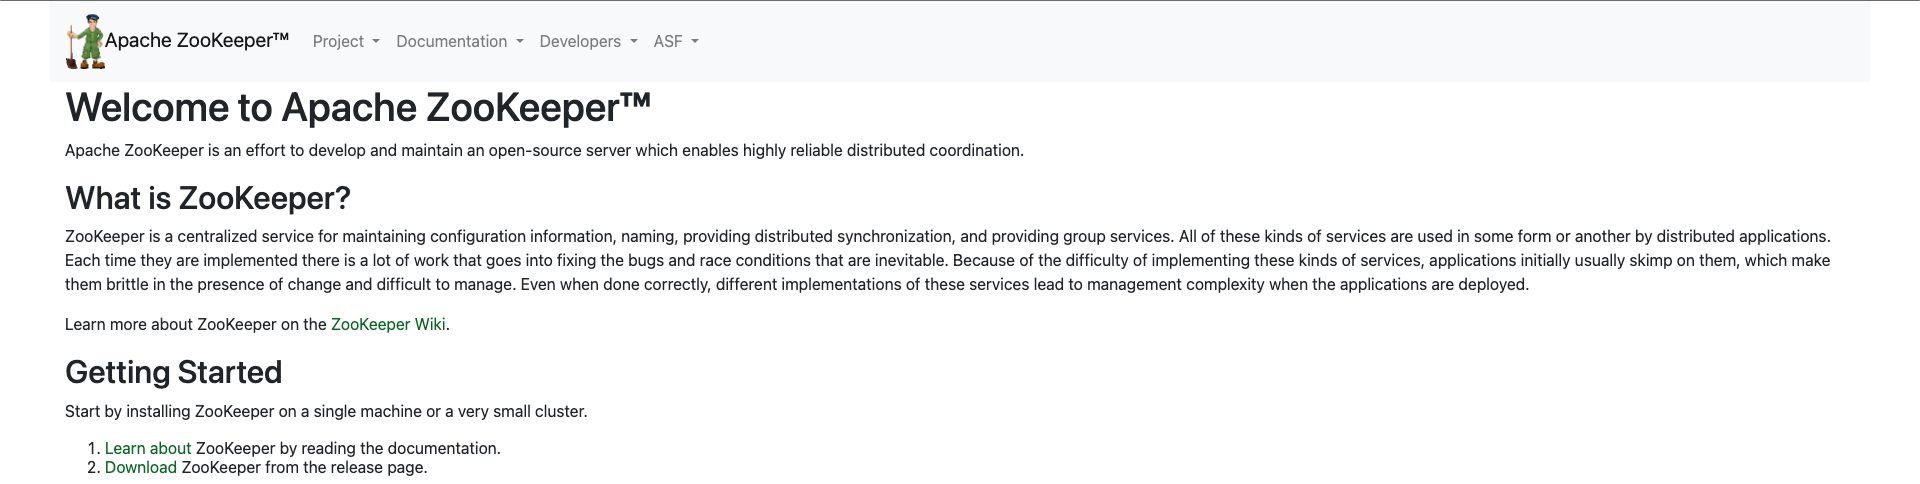 Apache ZooKeeper™ Project Documentation Developers ASF
Welcome to Apache ZooKeeper™
Apache ZooKeeper is an effort to develop and maintain an open-source server which enables highly reliable distributed coordination.
What is ZooKeeper?
ZooKeeper is a centralized service for maintaining configuration information, naming, providing distributed synchronization, and providing group services. All of these kinds of services are used in some form or another by distributed applications.
Each time they are implemented there is a lot of work that goes into fixing the bugs and race conditions that are inevitable. Because of the difficulty of implementing these kinds of services, applications initially usually skimp on them, which make
them brittle in the presence of change and difficult to manage. Even when done correctly, different implementations of these services lead to management complexity when the applications are deployed.
Learn more about ZooKeeper on the ZooKeeper Wiki.
Getting Started
Start by installing ZooKeeper on a single machine or a very small cluster.
1. Learn about ZooKeeper by reading the documentation.
2. Download ZooKeeper from the release page.